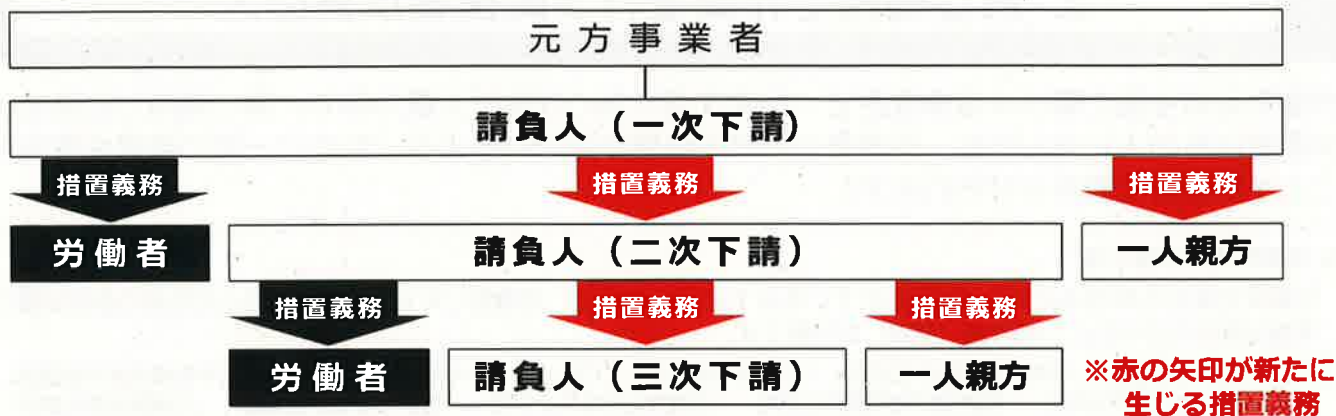 元方事業者
請負人（一次下請）
措置義務
措置義務
措置義務
労働者
請負人（二次下請）
一人親方
措置義務
措置義務
措置義務
労働者
請負人（三次下請）
一人親方
※赤の矢印が新たに
生じる措置義務